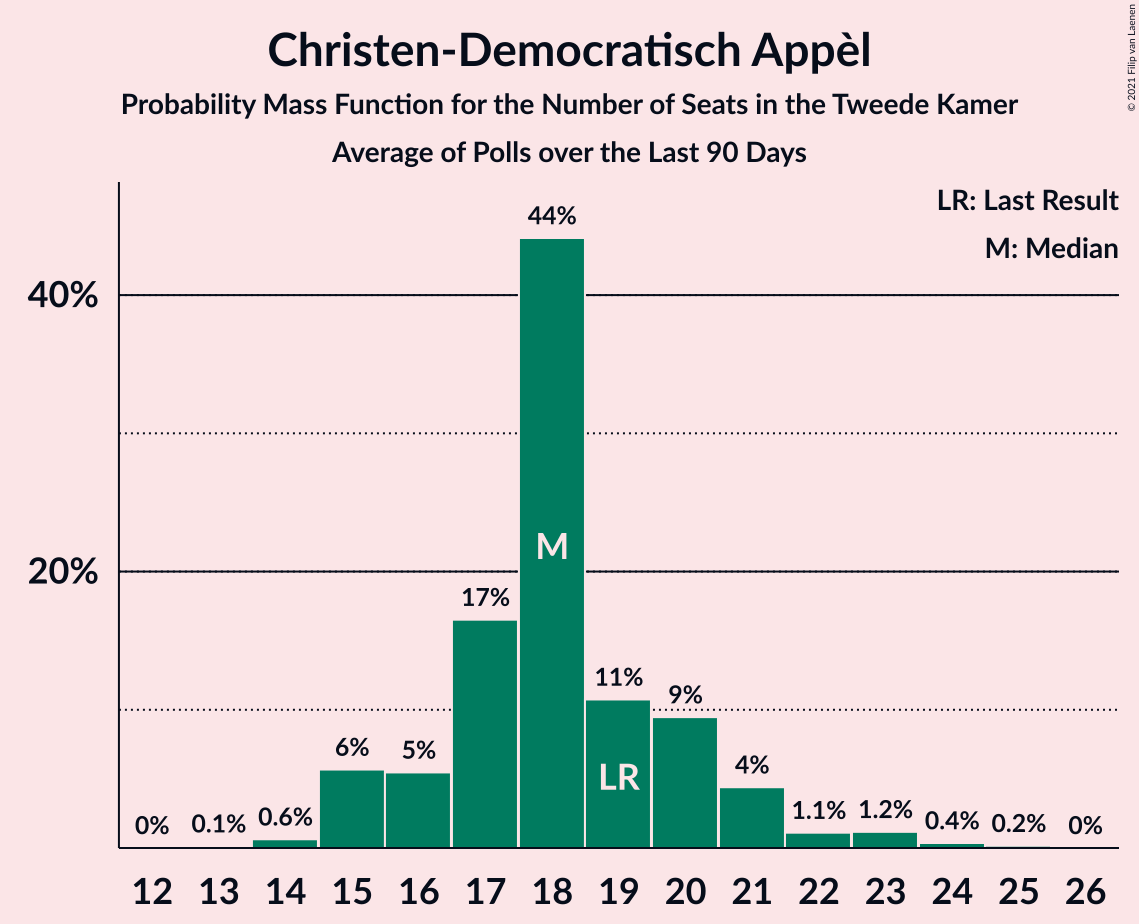 Christen-Democratisch Appèl
Probability Mass Function for the Number of Seats in the Tweede Kamer
Average of Polls over the Last 90 Days
© 2021 Filip van Laenen
LR: Last Result
M: Median
44%
40%
M
20%
17%
11%
9%
6%
5%
LR
4%
0%
0.1%
0.6%
1.1%
1.2%
0.4%
0.2%
0%
12 13 14 15 16 17 18 19 20 21 22 23 24 25 26